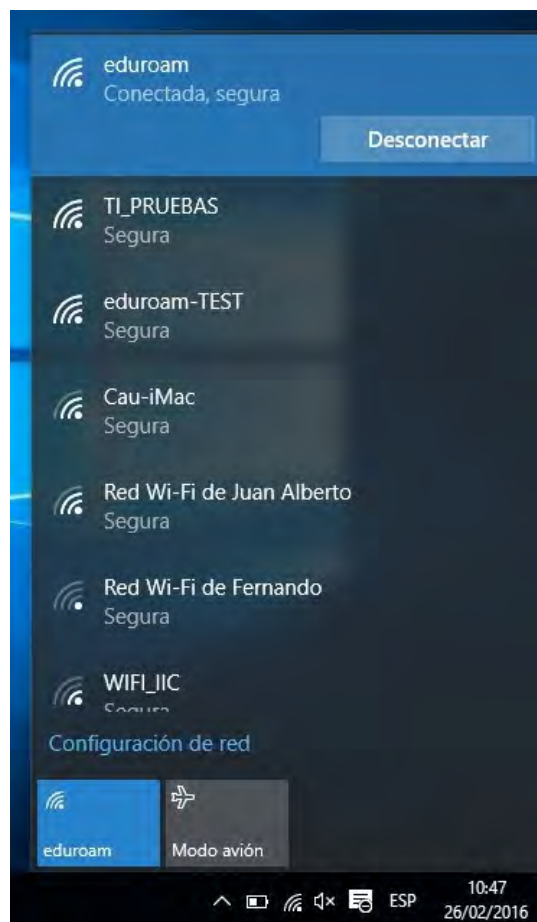 eduroam
Conectada, segura
Desconectar
TI_PRUEBAS
Segura
eduroam-TEST
Segura
Cau-iMac
Segura
Red Wi-Fi de Juan Alberto
Segura
Red Wi-Fi de Fernando
Segura
WIFI_IIC
Segura
Configuración de red
eduroam
Modo avión
ESP
10:47
26/02/2016